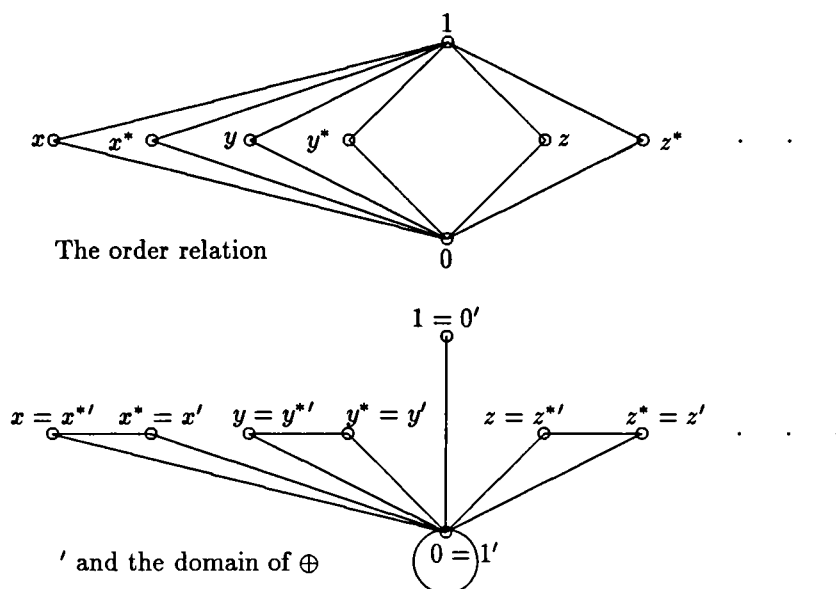 1
x x* y y* z z* . .
0
The order relation
1 = 0′
x = x*′ x* = x′ y = y*′ y* = y′ z = z*′ z* = z′ . .
0 = 1′
′ and the domain of ⊕